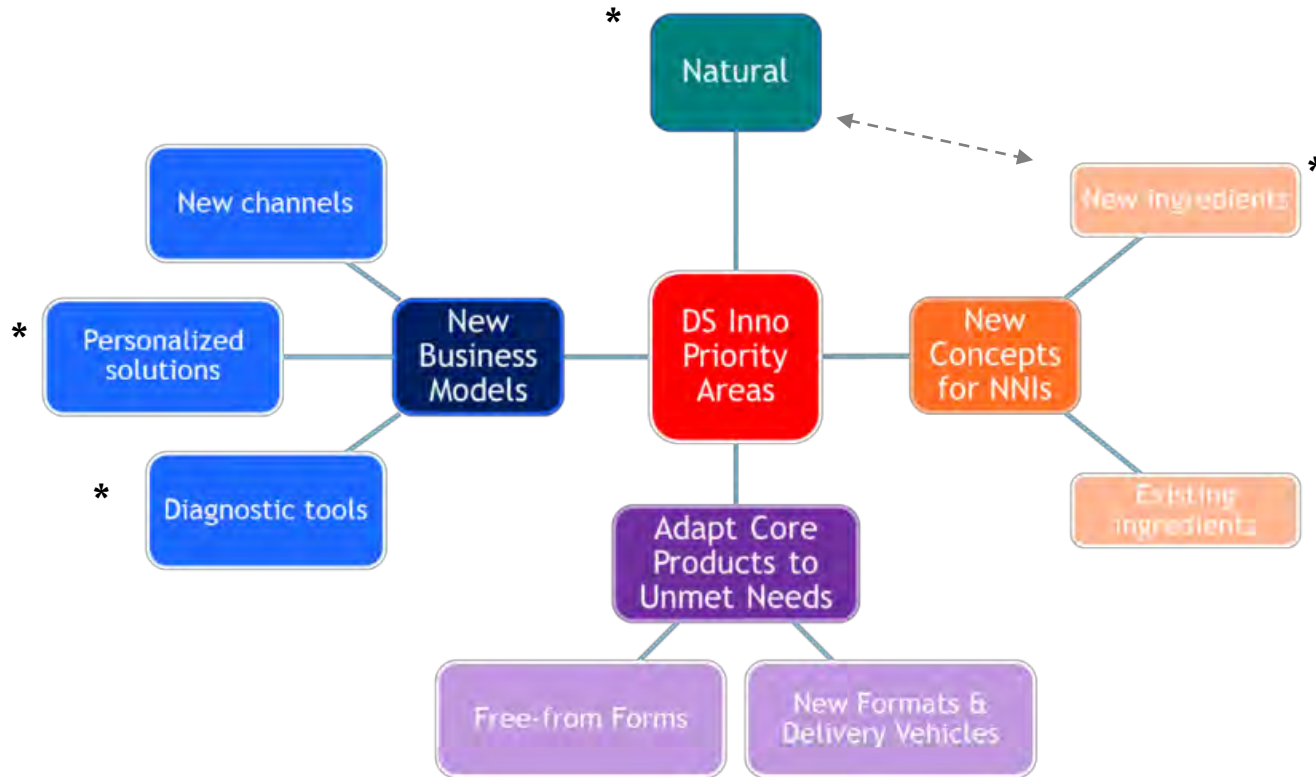 *
Natural
New channels
New ingredients
*
*
Personalized
solutions
New
Business
Models
DS Inno
Priority
Areas
New
Concepts
for NNIs
*
Diagnostic tools
Existing
ingredients
Adapt Core
Products to
Unmet Needs
Free-from Forms
New Formats &
Delivery Vehicles